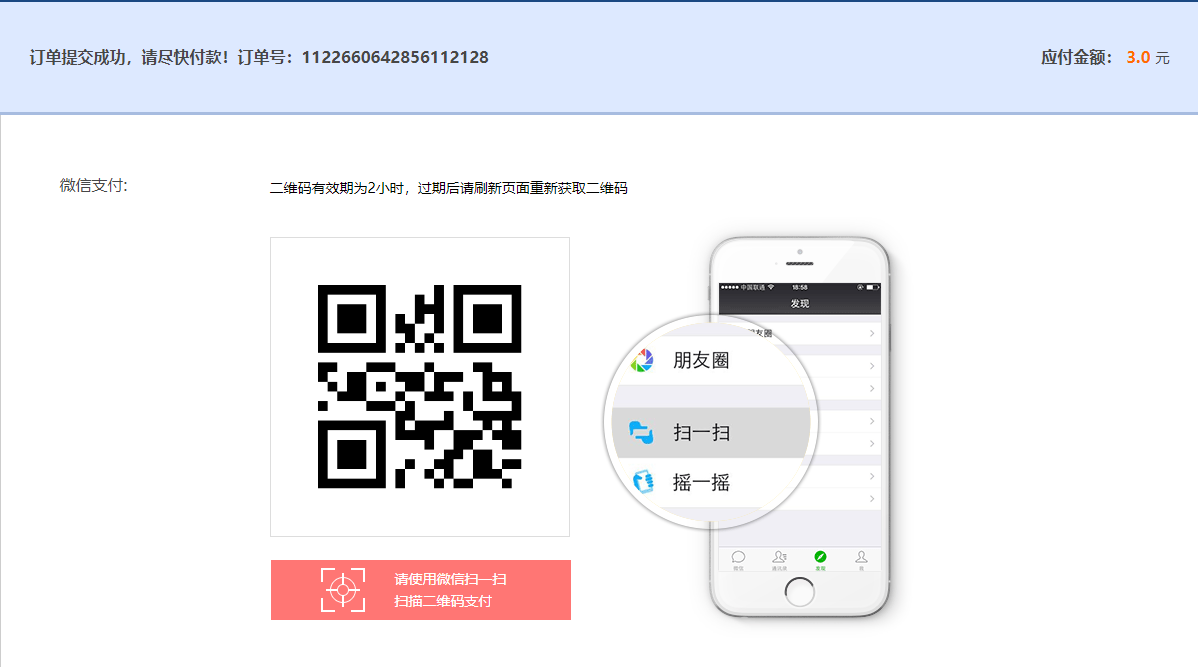 订单提交成功，请尽快付款！订单号：1122660642856112128
应付金额： 3.0 元
微信支付:
二维码有效期为2小时，过期后请刷新页面重新获取二维码
中国联通 18:58
发现
朋友圈
朋友圈
扫一扫
摇一摇
微信 通讯录 发现 我
请使用微信扫一扫
扫描二维码支付